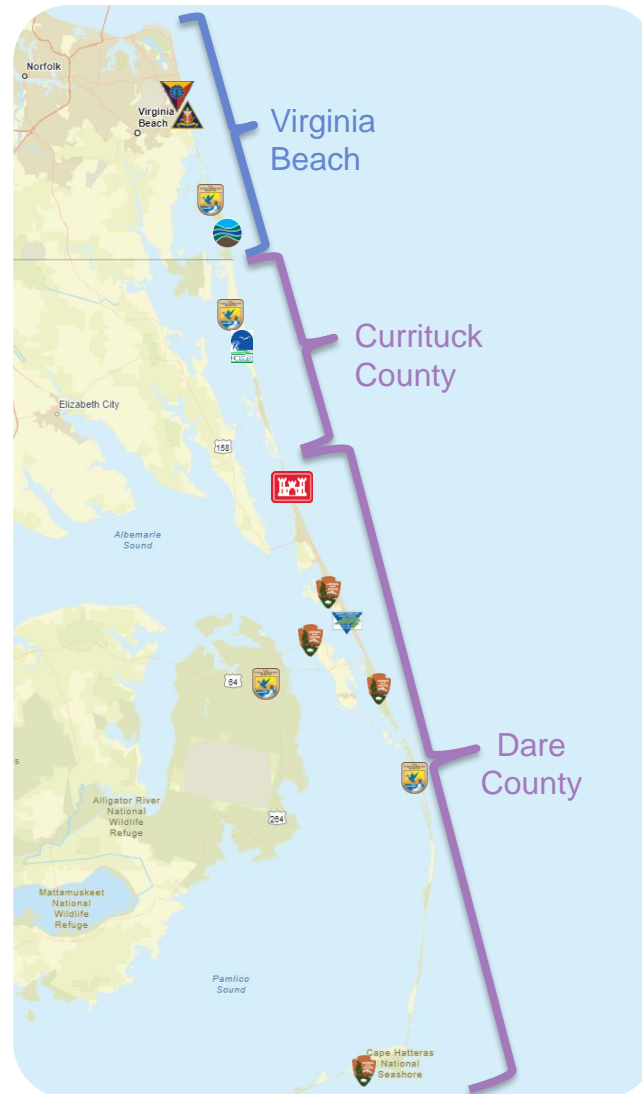 Norfolk
Virginia
Beach
Virginia
Beach
Currituck
County
Elizabeth City
158
Albemarle
Sound
64
Dare
County
Alligator River
National
Wildlife
Refuge
264
Mattamuskeet
National
Wildlife
Refuge
Pamlico
Sound
Cape Hatteras
National
Seashore